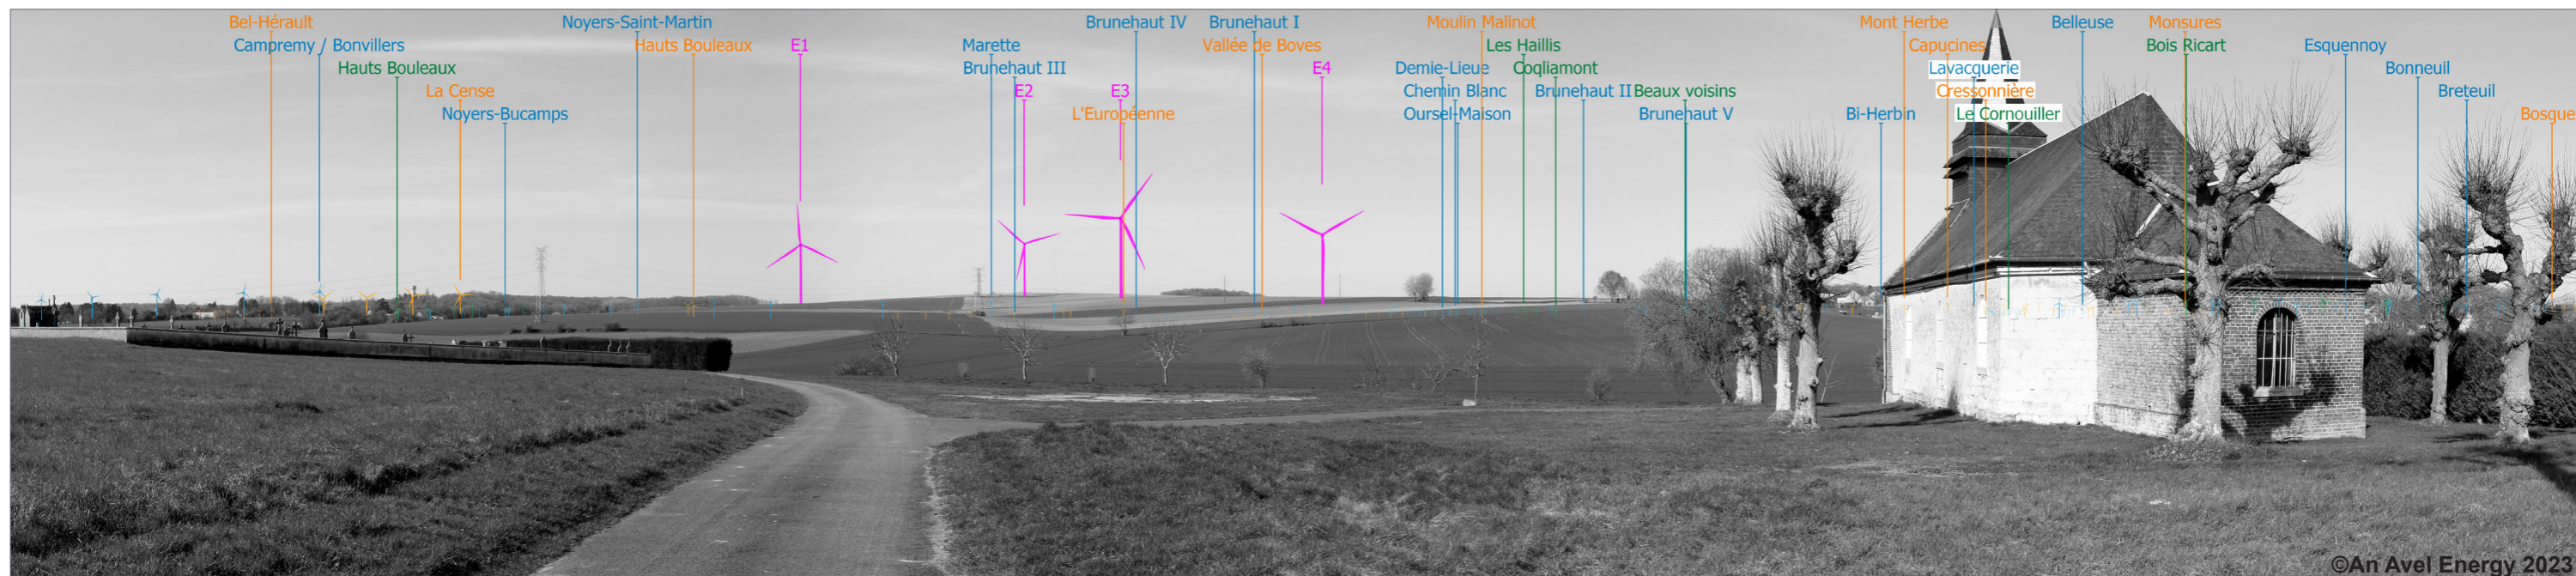 Bel-Hérault
Noyers-Saint-Martin
Brunehaut IV
Brunehaut I
Moulin Malinot
Mont Herbe
Belleuse
Monsures
Campremy / Bonvillers
Hauts Bouleaux
E1
Marette
Vallée de Boves
Les Haillis
Capucines
Bois Ricart
Esquennoy
Hauts Bouleaux
Brunehaut III
E4
Demie-Lieue
Coqliamont
Lavacquerie
Bonneuil
La Cense
E2
E3
Chemin Blanc
Brunehaut II
Beaux voisins
Cressonnière
Breteuil
Noyers-Bucamps
L'Européenne
Oursel-Maison
Brunehaut V
Bi-Herbin
Le Cornouiller
Bosque
©An Avel Energy 2023